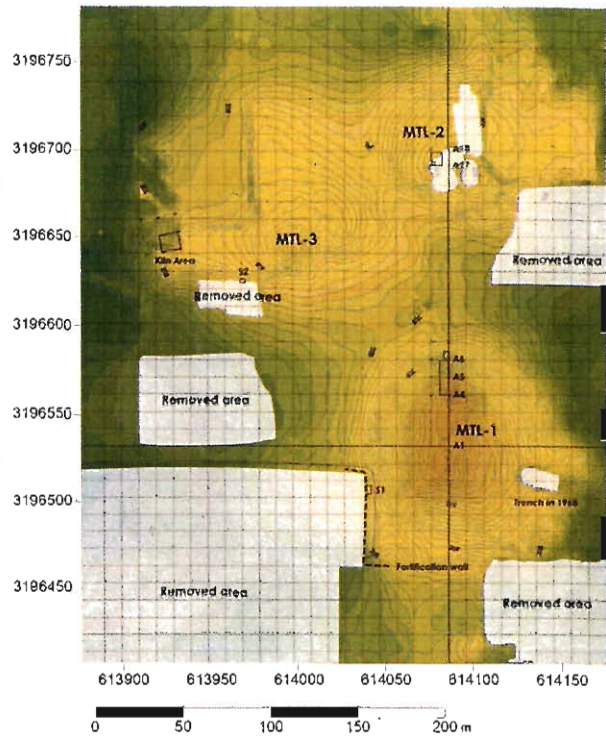 3196750
3196700
3196650
3196600
3196550
3196500
3196450
MTL-2
A28
A27
MTL-3
Kiln Area
S2
Removed area
Removed area
Removed area
A6
A5
A4
MTL-1
A1
S1
Trench in 1968
Fortification wall
Removed area
Removed area
613900 613950 614000 614050 614100 614150
0 50 100 150 200 m